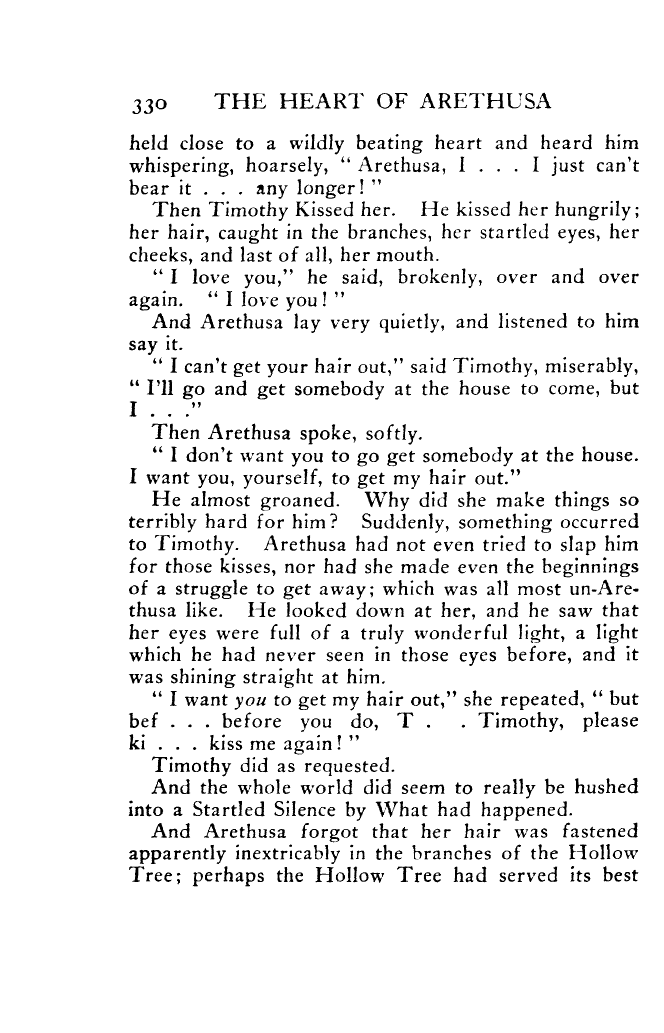 330 THE HEART OF ARETHUSA
held close to a wildly beating heart and heard him
whispering, hoarsely, “ Arethusa, I . . . I just can't
bear it . . . any longer! ”
Then Timothy Kissed her. He kissed her hungrily;
her hair, caught in the branches, her startled eyes, her
cheeks, and last of all, her mouth.
“ I love you,” he said, brokenly, over and over
again. “ I love you! ”
And Arethusa lay very quietly, and listened to him
say it.
“ I can't get your hair out,” said Timothy, miserably,
“ I'll go and get somebody at the house to come, but
I . . .”
Then Arethusa spoke, softly.
“ I don't want you to go get somebody at the house.
I want you, yourself, to get my hair out.”
He almost groaned. Why did she make things so
terribly hard for him? Suddenly, something occurred
to Timothy. Arethusa had not even tried to slap him
for those kisses, nor had she made even the beginnings
of a struggle to get away; which was all most un-Are-
thusa like. He looked down at her, and he saw that
her eyes were full of a truly wonderful light, a light
which he had never seen in those eyes before, and it
was shining straight at him.
“ I want you to get my hair out,” she repeated, “ but
bef . . . before you do, T . . Timothy, please
ki . . . kiss me again! ”
Timothy did as requested.
And the whole world did seem to really be hushed
into a Startled Silence by What had happened.
And Arethusa forgot that her hair was fastened
apparently inextricably in the branches of the Hollow
Tree; perhaps the Hollow Tree had served its best